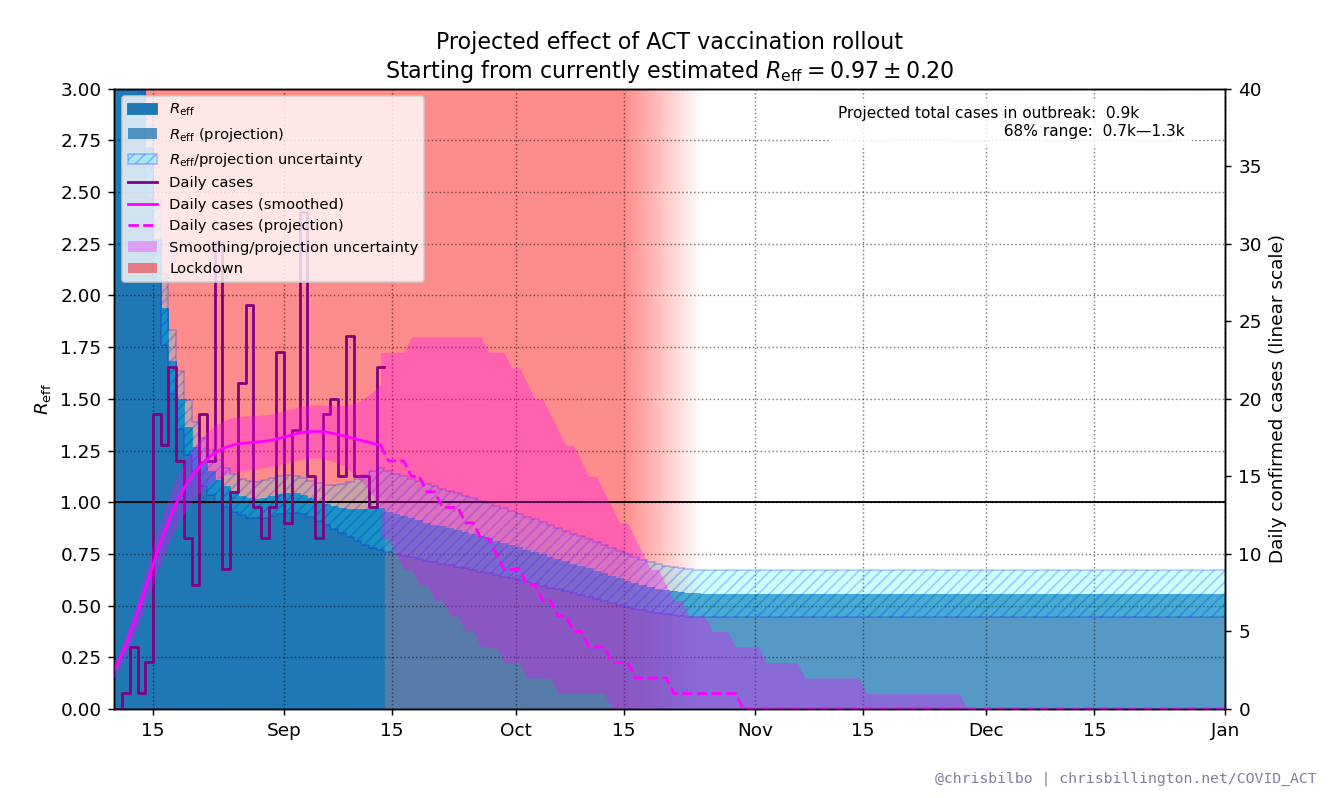 Projected effect of ACT vaccination rollout
Starting from currently estimated R_eff = 0.97 ± 0.20
Projected total cases in outbreak: 0.9k
68% range: 0.7k—1.3k
R_eff
R_eff (projection)
R_eff/projection uncertainty
Daily cases
Daily cases (smoothed)
Daily cases (projection)
Smoothing/projection uncertainty
Lockdown
R_eff
3.00
2.75
2.50
2.25
2.00
1.75
1.50
1.25
1.00
0.75
0.50
0.25
0.00
40
35
30
25
20
15
10
5
0
Daily confirmed cases (linear scale)
15 Sep 15 Oct 15 Nov 15 Dec 15 Jan
@chrisbilbo | chrisbillington.net/COVID_ACT